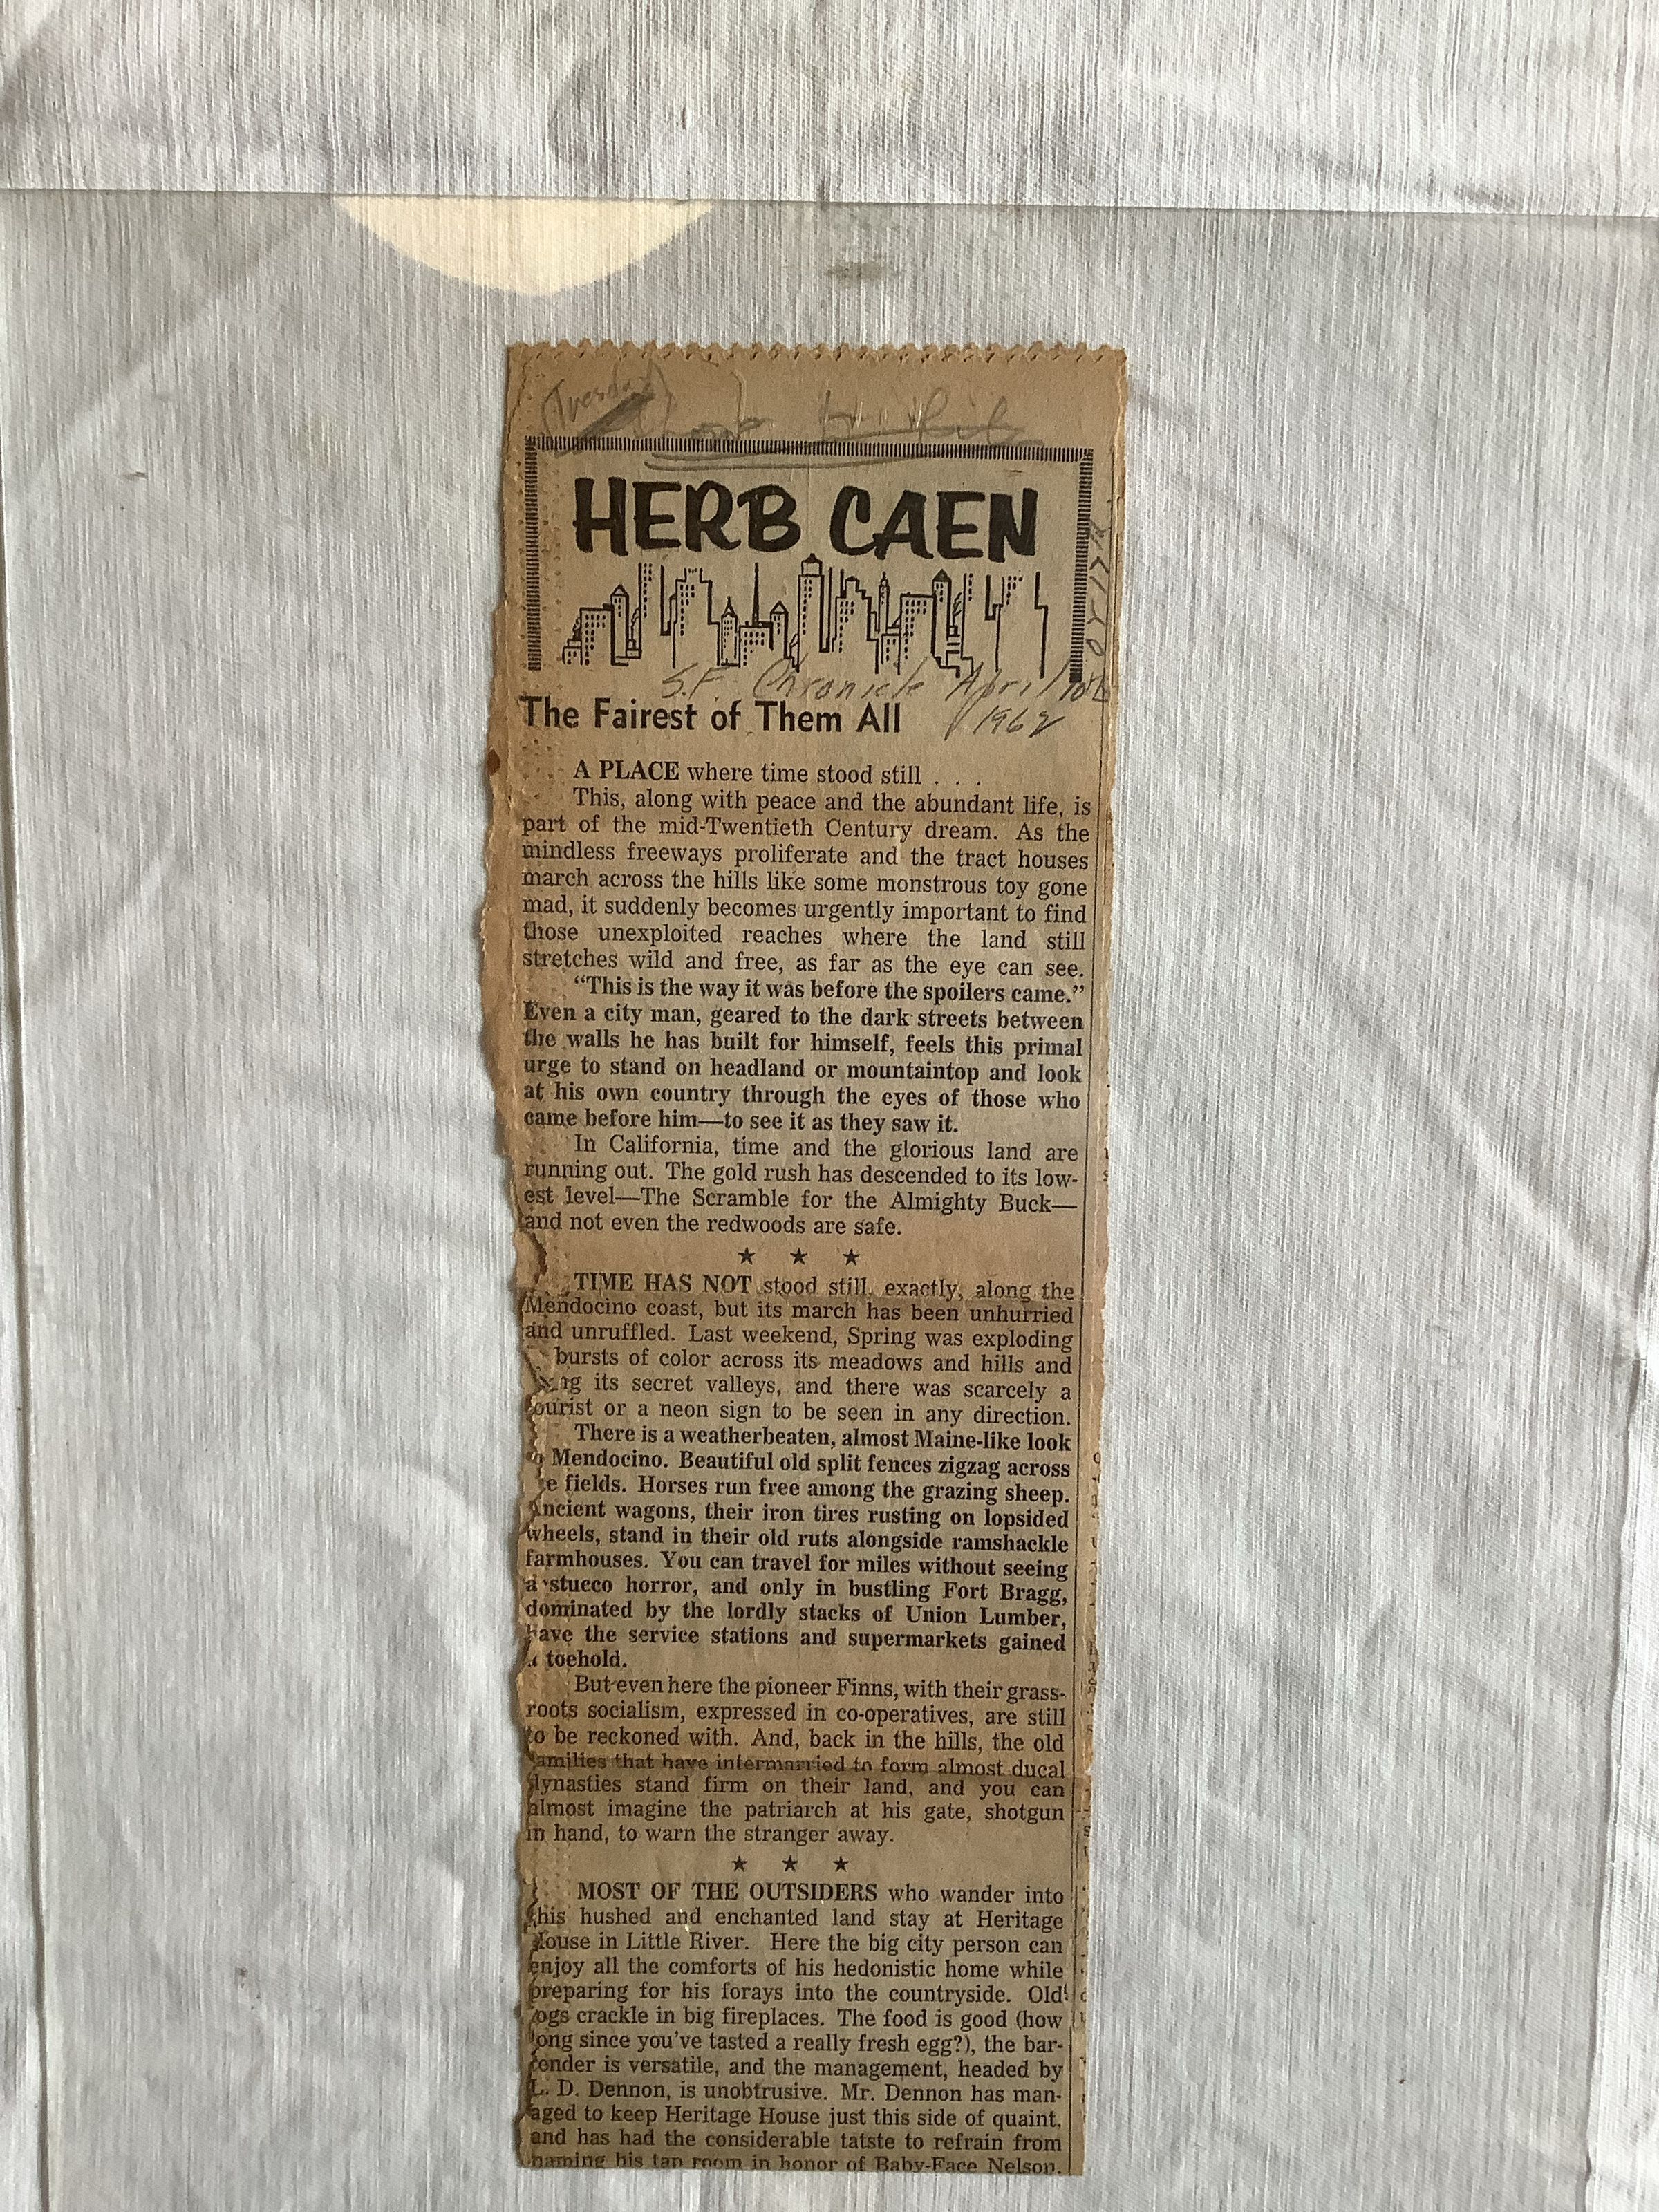 (Tuesday)
HERB CAEN
S.F. Chronicle April 10th
1962
The Fairest of Them All
A PLACE where time stood still . . .
This, along with peace and the abundant life, is
part of the mid-Twentieth Century dream. As the
mindless freeways proliferate and the tract houses
march across the hills like some monstrous toy gone
mad, it suddenly becomes urgently important to find
those unexploited reaches where the land still
stretches wild and free, as far as the eye can see.
“This is the way it was before the spoilers came.”
Even a city man, geared to the dark streets between
the walls he has built for himself, feels this primal
urge to stand on headland or mountaintop and look
at his own country through the eyes of those who
came before him—to see it as they saw it.
In California, time and the glorious land are
running out. The gold rush has descended to its low-
est level—The Scramble for the Almighty Buck—
and not even the redwoods are safe.
★ ★ ★
TIME HAS NOT stood still, exactly, along the
Mendocino coast, but its march has been unhurried
and unruffled. Last weekend, Spring was exploding
bursts of color across its meadows and hills and
its secret valleys, and there was scarcely a
tourist or a neon sign to be seen in any direction.
There is a weatherbeaten, almost Maine-like look
Mendocino. Beautiful old split fences zigzag across
fields. Horses run free among the grazing sheep.
Ancient wagons, their iron tires rusting on lopsided
wheels, stand in their old ruts alongside ramshackle
farmhouses. You can travel for miles without seeing
a stucco horror, and only in bustling Fort Bragg,
dominated by the lordly stacks of Union Lumber,
have the service stations and supermarkets gained
a toehold.
But even here the pioneer Finns, with their grass-
roots socialism, expressed in co-operatives, are still
to be reckoned with. And, back in the hills, the old
families that have intermarried to form almost ducal
dynasties stand firm on their land, and you can
almost imagine the patriarch at his gate, shotgun
in hand, to warn the stranger away.
★ ★ ★
MOST OF THE OUTSIDERS who wander into
this hushed and enchanted land stay at Heritage
House in Little River. Here the big city person can
enjoy all the comforts of his hedonistic home while
preparing for his forays into the countryside. Old
logs crackle in big fireplaces. The food is good (how
long since you’ve tasted a really fresh egg?), the bar-
tender is versatile, and the management, headed by
L. D. Dennon, is unobtrusive. Mr. Dennon has man-
aged to keep Heritage House just this side of quaint,
and has had the considerable tatste to refrain from
naming his tap room in honor of Baby-Face Nelson.